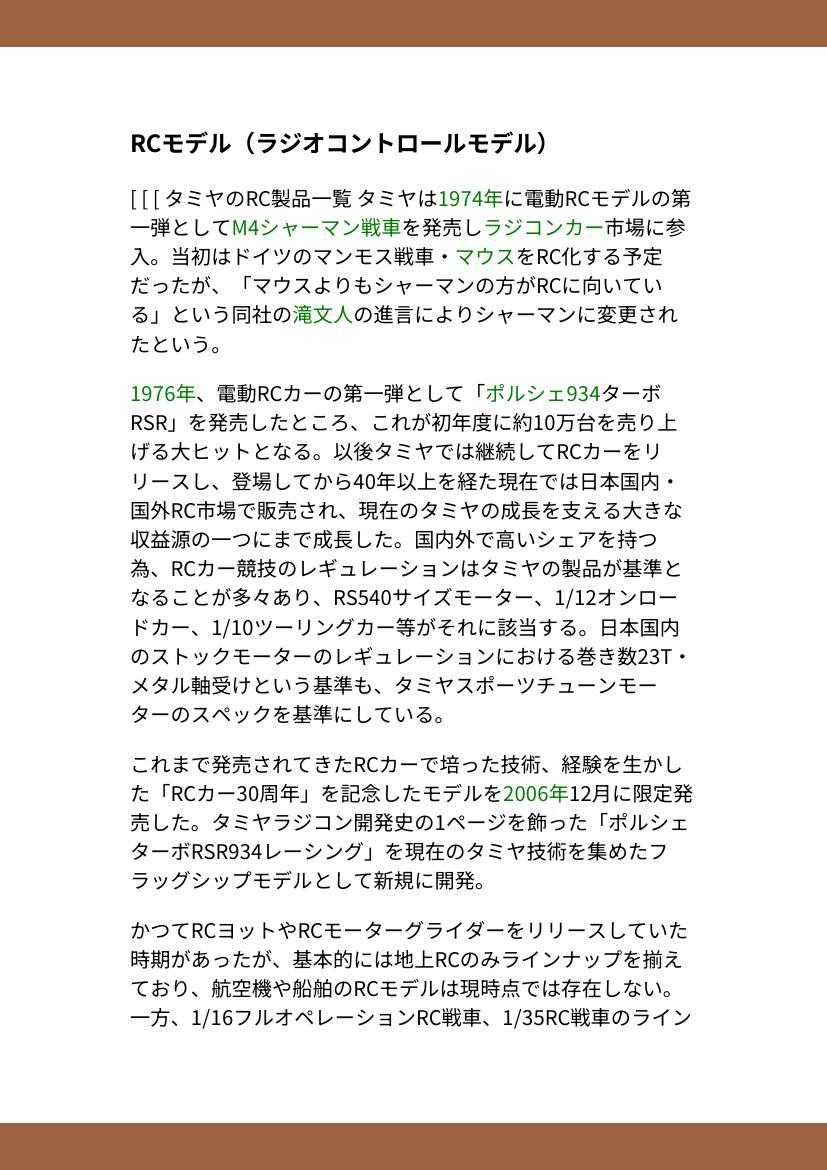 RCモデル（ラジオコントロールモデル）
[ [ [ タミヤのRC製品一覧 タミヤは1974年に電動RCモデルの第
一弾としてM4シャーマン戦車を発売しラジコンカー市場に参
入。当初はドイツのマンモス戦車・マウスをRC化する予定
だったが、「マウスよりもシャーマンの方がRCに向いてい
る」という同社の滝文人の進言によりシャーマンに変更され
たという。
1976年、電動RCカーの第一弾として「ポルシェ934ターボ
RSR」を発売したところ、これが初年度に約10万台を売り上
げる大ヒットとなる。以後タミヤでは継続してRCカーをリ
リースし、登場してから40年以上を経た現在では日本国内・
国外RC市場で販売され、現在のタミヤの成長を支える大きな
収益源の一つにまで成長した。国内外で高いシェアを持つ
為、RCカー競技のレギュレーションはタミヤの製品が基準と
なることが多々あり、RS540サイズモーター、1/12オンロー
ドカー、1/10ツーリングカー等がそれに該当する。日本国内
のストックモーターのレギュレーションにおける巻き数23T・
メタル軸受けという基準も、タミヤスポーツチューンモー
ターのスペックを基準にしている。
これまで発売されてきたRCカーで培った技術、経験を生かし
た「RCカー30周年」を記念したモデルを2006年12月に限定発
売した。タミヤラジコン開発史の1ページを飾った「ポルシェ
ターボRSR934レーシング」を現在のタミヤ技術を集めたフ
ラッグシップモデルとして新規に開発。
かつてRCヨットやRCモーターグライダーをリリースしていた
時期があったが、基本的には地上RCのみラインナップを揃え
ており、航空機や船舶のRCモデルは現時点では存在しない。
一方、1/16フルオペレーションRC戦車、1/35RC戦車のライン